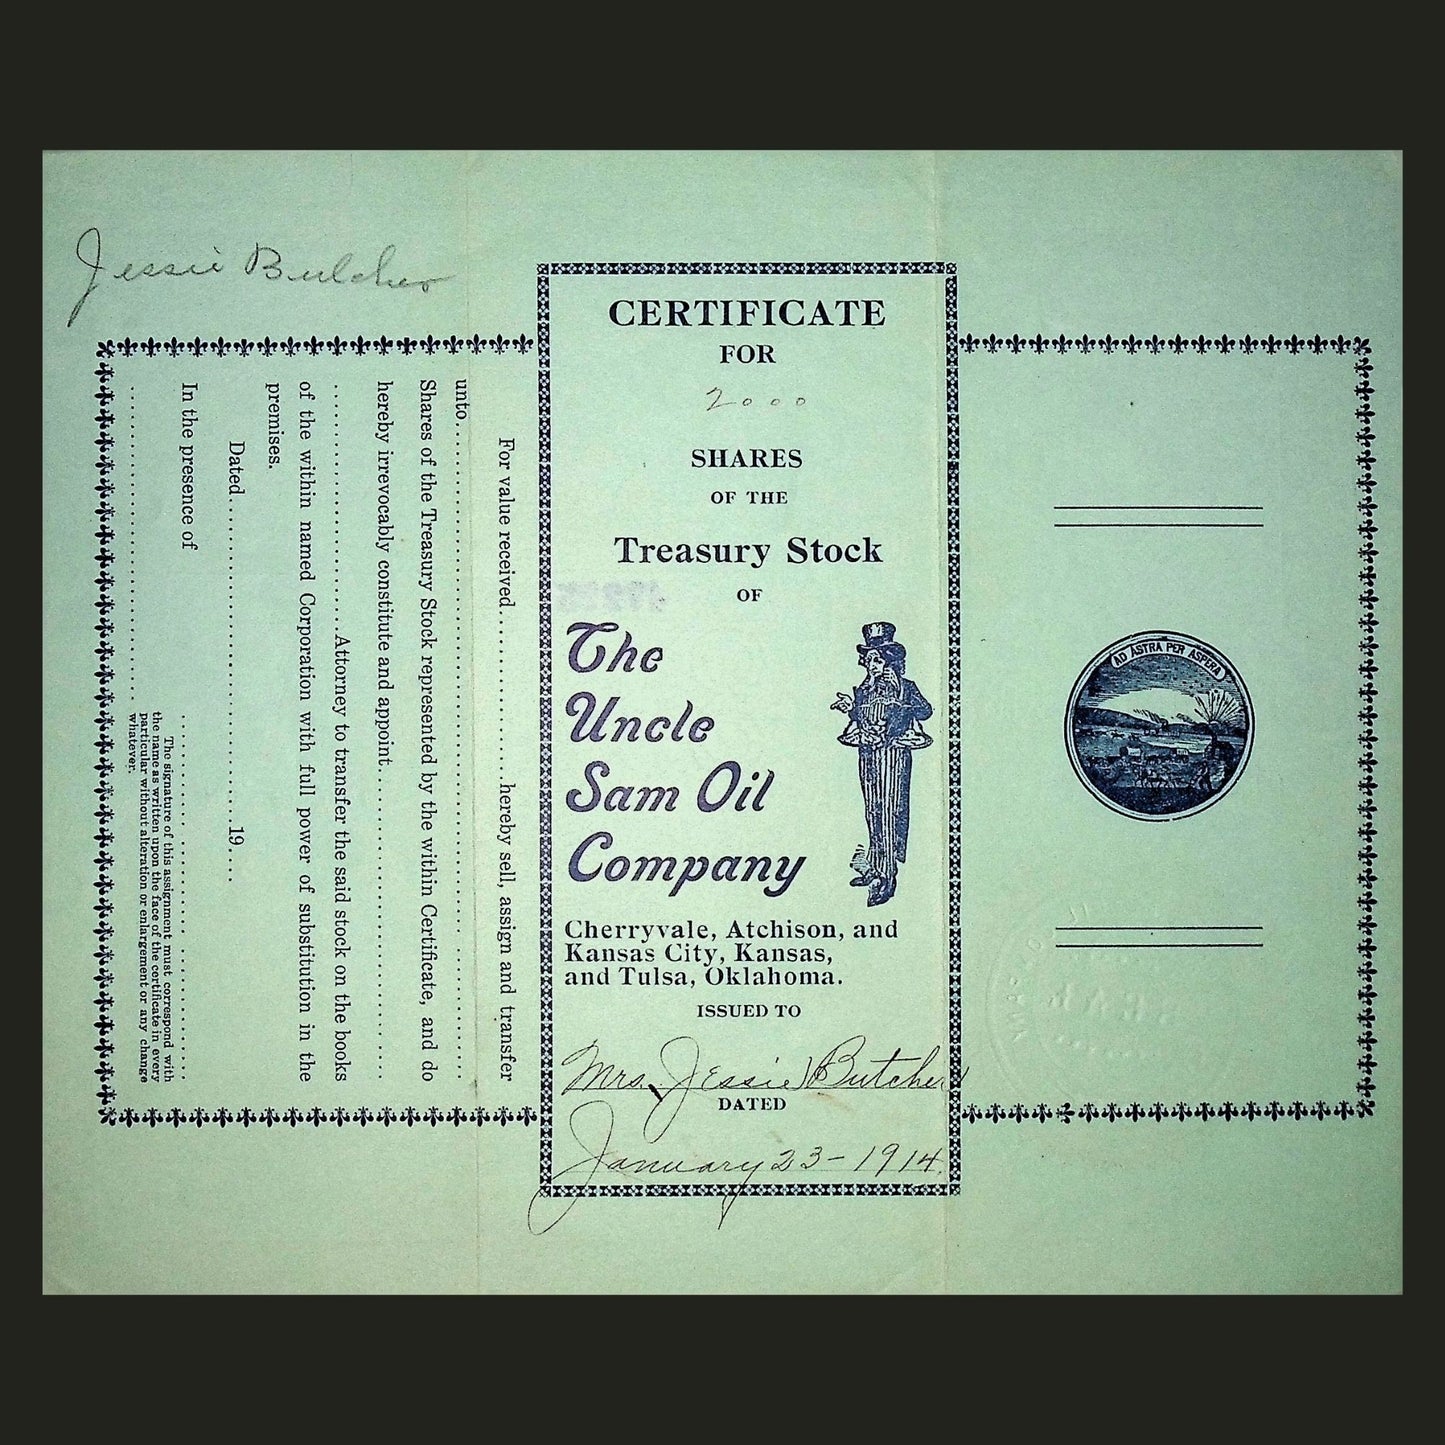 Jessie Butcher
For value received..........................hereby sell, assign and transfer
unto................................................................................
Shares of the Treasury Stock represented by the within Certificate, and do
hereby irrevocably constitute and appoint......................................
..........................Attorney to transfer the said stock on the books
of the within named Corporation with full power of substitution in the
premises.
Dated........................................19....
In the presence of
................................................
................................................
The signature of this assignment must correspond with
the name as written upon the face of the certificate in every
particular without alteration or enlargement or any change
whatever.
CERTIFICATE
FOR
2000
SHARES
OF THE
Treasury Stock
OF
The
Uncle
Sam Oil
Company
Cherryvale, Atchison, and
Kansas City, Kansas,
and Tulsa, Oklahoma.
ISSUED TO
Mrs. Jessie Butcher
DATED
January 23-1914.
AD ASTRA PER ASPERA